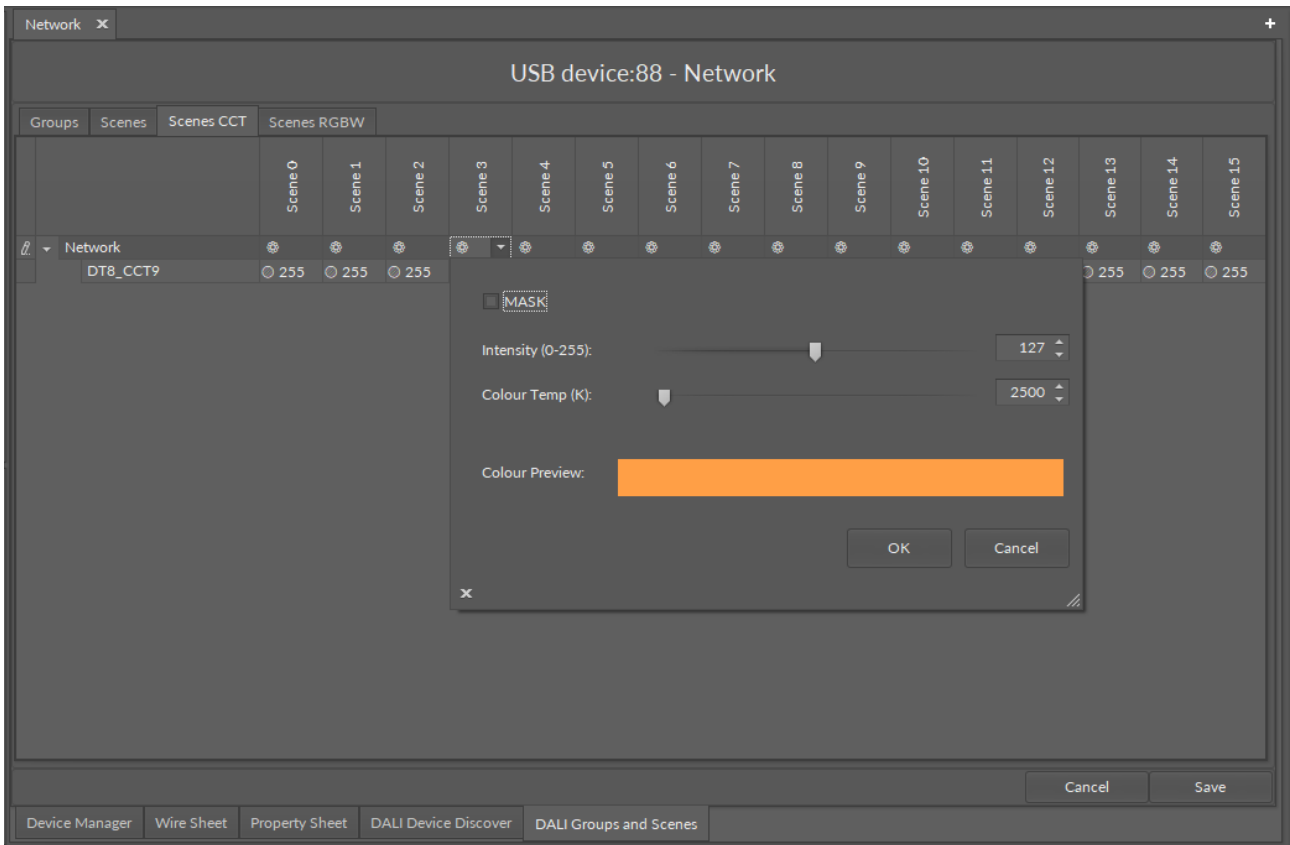 Network
USB device:88 - Network
Groups Scenes Scenes CCT Scenes RGBW
Scene 0 Scene 1 Scene 2 Scene 3 Scene 4 Scene 5 Scene 6 Scene 7 Scene 8 Scene 9 Scene 10 Scene 11 Scene 12 Scene 13 Scene 14 Scene 15
Network
DT8_CCT9 255 255 255 255 255 255
MASK
Intensity (0-255): 127
Colour Temp (K): 2500
Colour Preview:
OK Cancel
Cancel Save
Device Manager Wire Sheet Property Sheet DALI Device Discover DALI Groups and Scenes